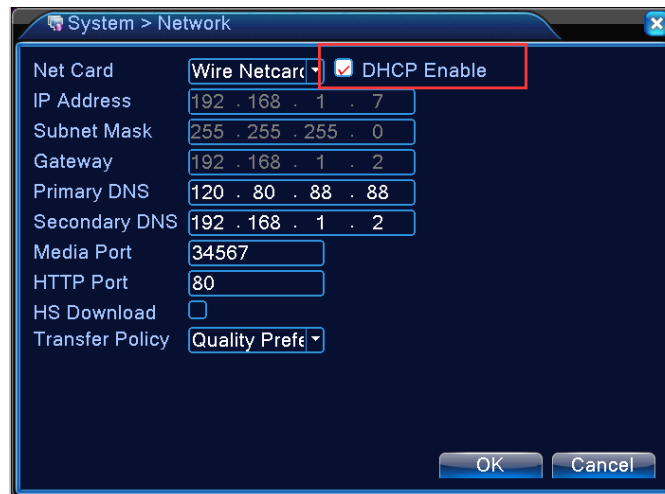 System > Network
Net Card Wire Netcard DHCP Enable
IP Address 192 . 168 . 1 . 7
Subnet Mask 255 . 255 . 255 . 0
Gateway 192 . 168 . 1 . 2
Primary DNS 120 . 80 . 88 . 88
Secondary DNS 192 . 168 . 1 . 2
Media Port 34567
HTTP Port 80
HS Download
Transfer Policy Quality Prefe
OK Cancel